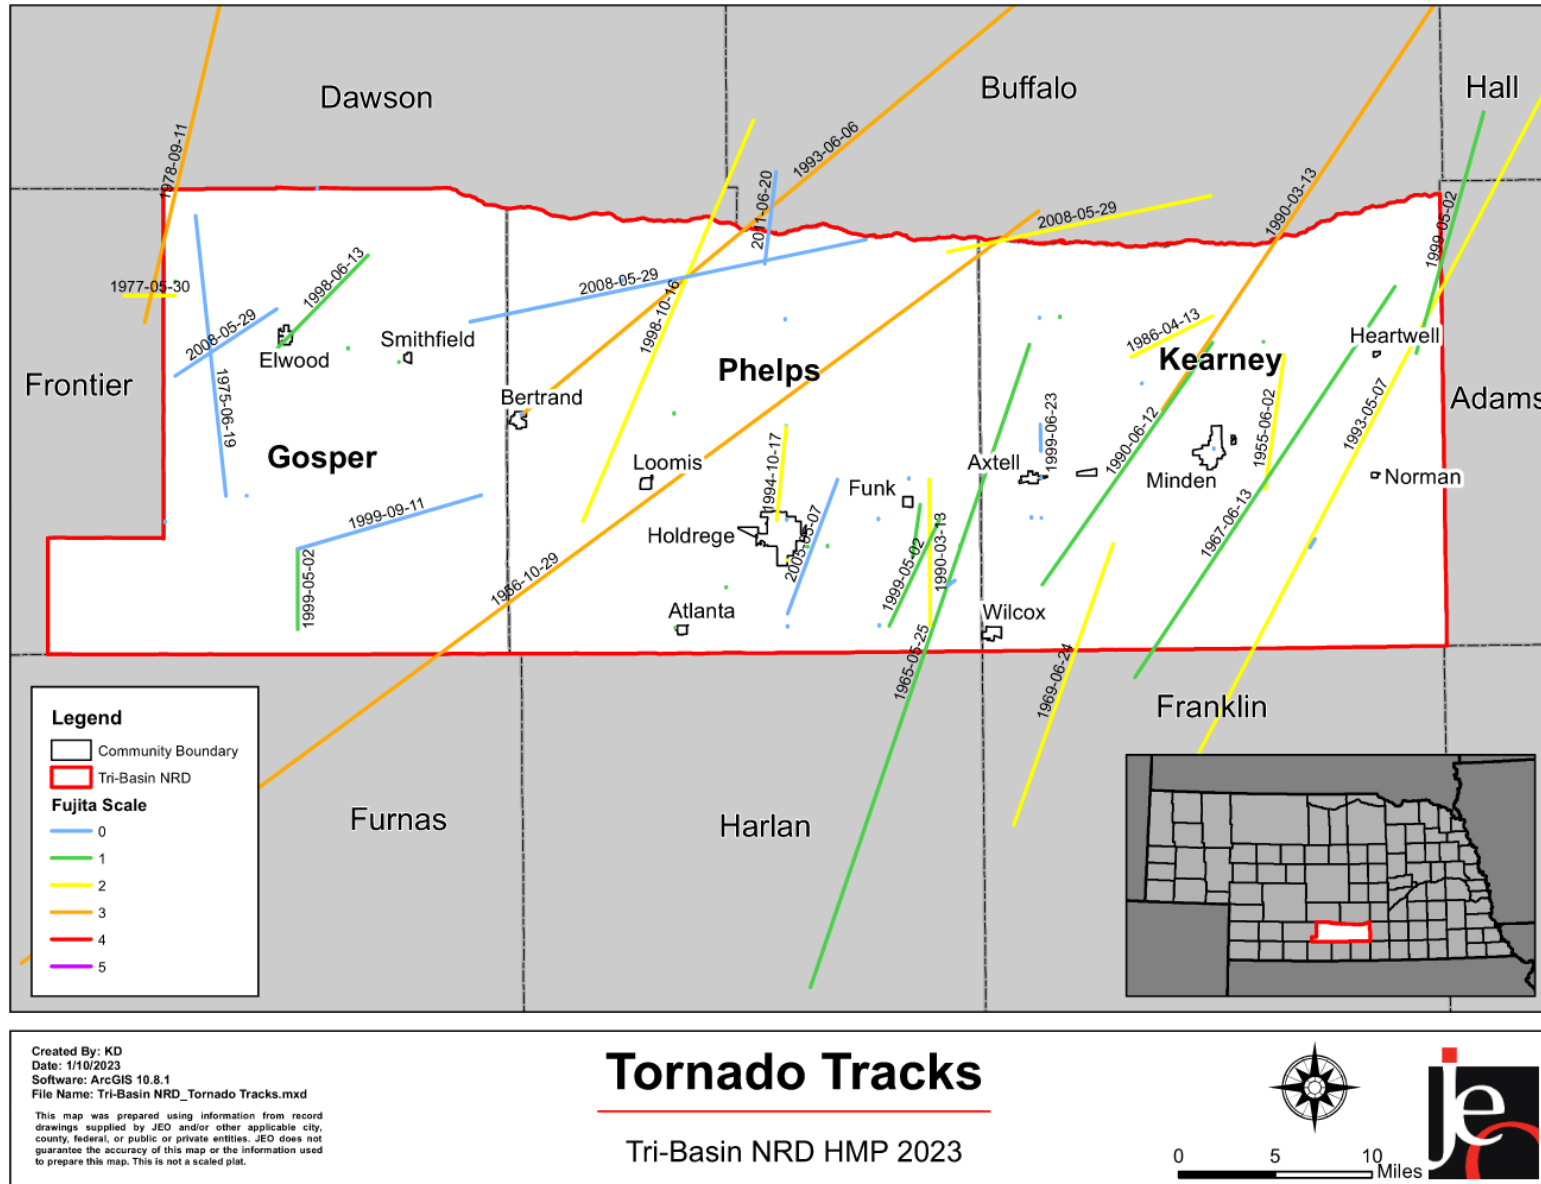 Dawson
Buffalo
Hall
1978-09-11
1993-06-06
2011-06-20
1990-03-13
2008-05-29
1999-05-02
1977-05-30
1998-06-13
2008-05-29
1998-10-16
1986-04-13
2008-05-29
Elwood
Smithfield
Heartwell
Frontier
Phelps
Kearney
Adams
1975-06-19
Bertrand
1999-06-23
1990-06-12
1955-06-02
1993-05-07
Gosper
Loomis
Axtell
Minden
Norman
1994-10-17
Funk
1999-09-11
Holdrege
2005-05-07
1990-03-13
1967-06-13
1999-05-02
1956-10-29
1999-05-02
Atlanta
Wilcox
1965-05-25
1969-06-24
Franklin
Furnas
Harlan
Legend
Community Boundary
Tri-Basin NRD
Fujita Scale
0
1
2
3
4
5
Created By: KD
Date: 1/10/2023
Software: ArcGIS 10.8.1
File Name: Tri-Basin NRD_Tornado Tracks.mxd
This map was prepared using information from record
drawings supplied by JEO and/or other applicable city,
county, federal, or public or private entities. JEO does not
guarantee the accuracy of this map or the information used
to prepare this map. This is not a scaled plat.
Tornado Tracks
Tri-Basin NRD HMP 2023
0 5 10
Miles
jeo